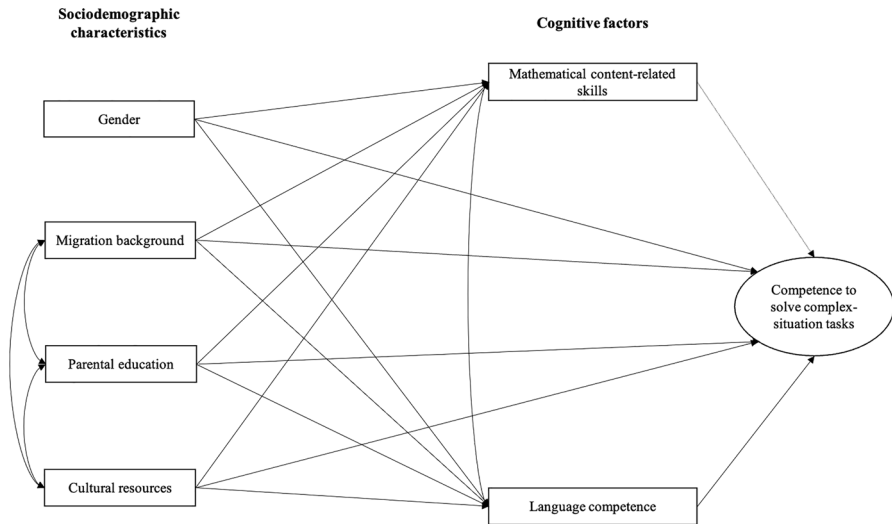 Sociodemographic
characteristics
Cognitive factors
Mathematical content-related
skills
Gender
Migration background
Competence to
solve complex-
situation tasks
Parental education
Cultural resources
Language competence